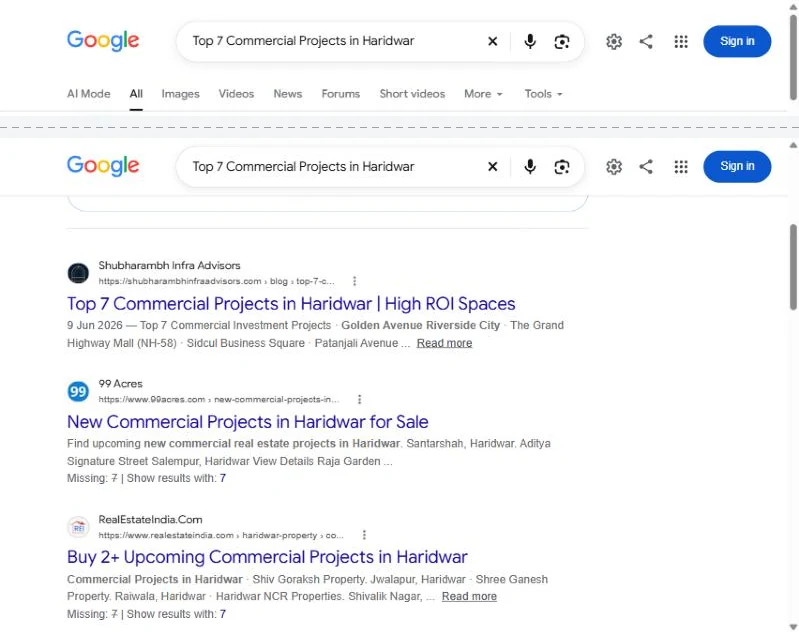 Google Top 7 Commercial Projects in Haridwar Sign in
AI Mode All Images Videos News Forums Short videos More Tools
Google Top 7 Commercial Projects in Haridwar Sign in
Shubharambh Infra Advisors
https://shubharambhinfraadvisors.com › blog › top-7-c...
Top 7 Commercial Projects in Haridwar | High ROI Spaces
9 Jun 2026 — Top 7 Commercial Investment Projects · Golden Avenue Riverside City · The Grand
Highway Mall (NH-58) · Sidcul Business Square · Patanjali Avenue ... Read more
99
99 Acres
https://www.99acres.com › new-commercial-projects-in...
New Commercial Projects in Haridwar for Sale
Find upcoming new commercial real estate projects in Haridwar. Santarshah, Haridwar. Aditya
Signature Street Salempur, Haridwar View Details Raja Garden ...
Missing: 7 | Show results with: 7
REI
RealEstateIndia.Com
https://www.realestateindia.com › haridwar-property › co...
Buy 2+ Upcoming Commercial Projects in Haridwar
Commercial Projects in Haridwar · Shiv Goraksh Property. Jwalapur, Haridwar · Shree Ganesh
Property. Raiwala, Haridwar · Haridwar NCR Properties. Shivalik Nagar, ... Read more
Missing: 7 | Show results with: 7